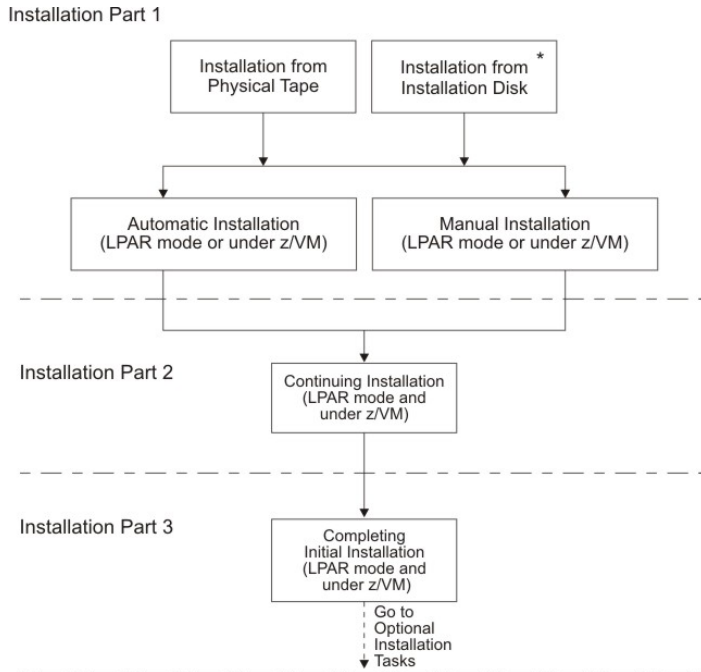 Installation Part 1
Installation from
Physical Tape
Installation from *
Installation Disk
Automatic Installation
(LPAR mode or under z/VM)
Manual Installation
(LPAR mode or under z/VM)
Installation Part 2
Continuing Installation
(LPAR mode and
under z/VM)
Installation Part 3
Completing
Initial Installation
(LPAR mode and
under z/VM)
Go to
Optional
Installation
Tasks